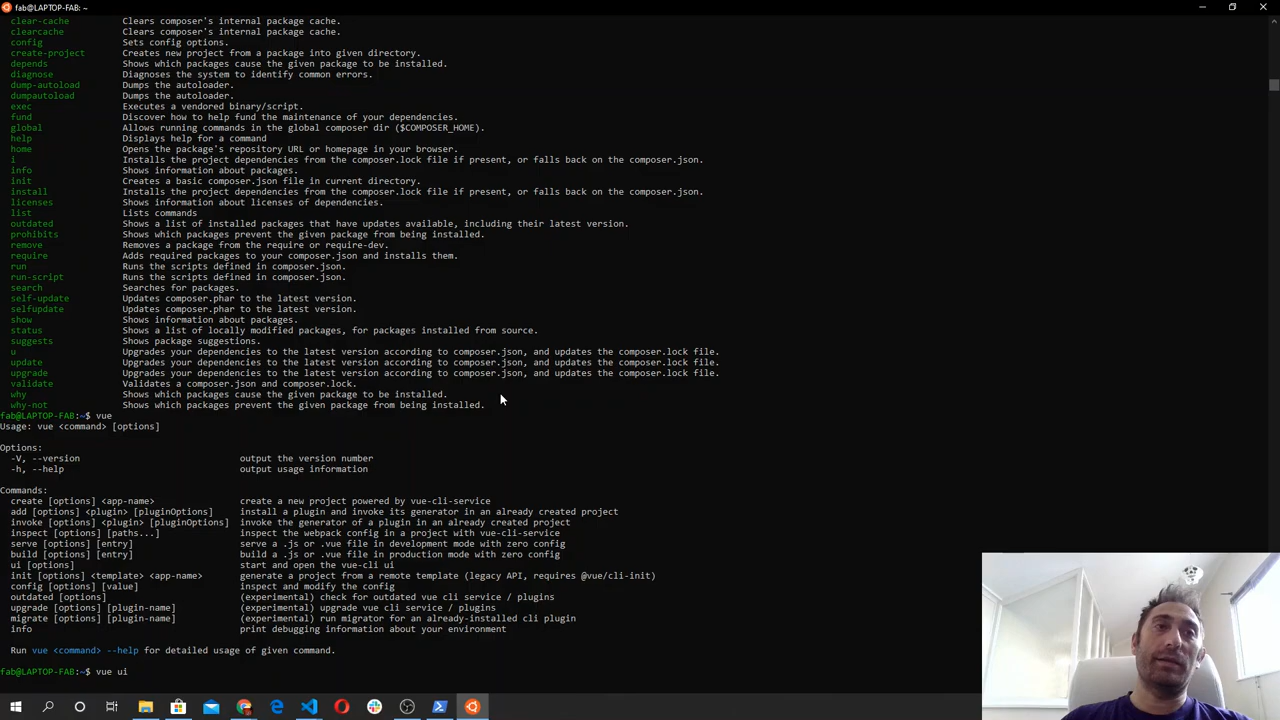 fab@LAPTOP-FAB: ~
clear-cache Clears composer's internal package cache.
clearcache Clears composer's internal package cache.
config Sets config options.
create-project Creates new project from a package into given directory.
depends Shows which packages cause the given package to be installed.
diagnose Diagnoses the system to identify common errors.
dump-autoload Dumps the autoloader.
dumpautoload Dumps the autoloader.
exec Executes a vendored binary/script.
fund Discover how to help fund the maintenance of your dependencies.
global Allows running commands in the global composer dir ($COMPOSER_HOME).
help Displays help for a command
home Opens the package's repository URL or homepage in your browser.
i Installs the project dependencies from the composer.lock file if present, or falls back on the composer.json.
info Shows information about packages.
init Creates a basic composer.json file in current directory.
install Installs the project dependencies from the composer.lock file if present, or falls back on the composer.json.
licenses Shows information about licenses of dependencies.
list Lists commands
outdated Shows a list of installed packages that have updates available, including their latest version.
prohibits Shows which packages prevent the given package from being installed.
remove Removes a package from the require or require-dev.
require Adds required packages to your composer.json and installs them.
run Runs the scripts defined in composer.json.
run-script Runs the scripts defined in composer.json.
search Searches for packages.
self-update Updates composer.phar to the latest version.
selfupdate Updates composer.phar to the latest version.
show Shows information about packages.
status Shows a list of locally modified packages, for packages installed from source.
suggests Shows package suggestions.
u Upgrades your dependencies to the latest version according to composer.json, and updates the composer.lock file.
update Upgrades your dependencies to the latest version according to composer.json, and updates the composer.lock file.
upgrade Upgrades your dependencies to the latest version according to composer.json, and updates the composer.lock file.
validate Validates a composer.json and composer.lock.
why Shows which packages cause the given package to be installed.
why-not Shows which packages prevent the given package from being installed.
fab@LAPTOP-FAB:~$ vue
Usage: vue <command> [options]
Options:
-V, --version output the version number
-h, --help output usage information
Commands:
create [options] <app-name> create a new project powered by vue-cli-service
add [options] <plugin> [pluginOptions] install a plugin and invoke its generator in an already created project
invoke [options] <plugin> [pluginOptions] invoke the generator of a plugin in an already created project
inspect [options] [paths...] inspect the webpack config in a project with vue-cli-service
serve [options] [entry] serve a .js or .vue file in development mode with zero config
build [options] [entry] build a .js or .vue file in production mode with zero config
ui [options] start and open the vue-cli ui
init [options] <template> <app-name> generate a project from a remote template (legacy API, requires @vue/cli-init)
config [options] [value] inspect and modify the config
outdated [options] (experimental) check for outdated vue cli service / plugins
upgrade [options] [plugin-name] (experimental) upgrade vue cli service / plugins
migrate [options] [plugin-name] (experimental) run migrator for an already-installed cli plugin
info print debugging information about your environment
Run vue <command> --help for detailed usage of given command.
fab@LAPTOP-FAB:~$ vue ui